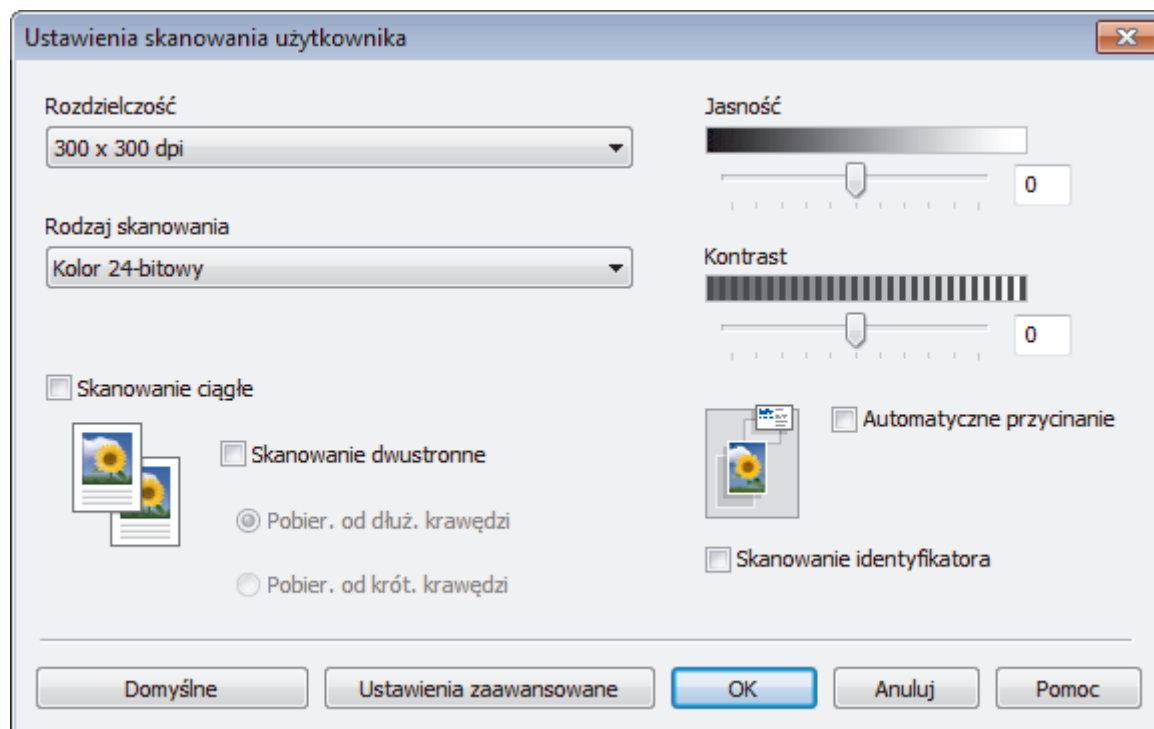 Ustawienia skanowania użytkownika
Rozdzielczość
300 x 300 dpi
Rodzaj skanowania
Kolor 24-bitowy
Skanowanie ciągłe
Skanowanie dwustronne
Pobier. od dłuż. krawędzi
Pobier. od krót. krawędzi
Jasność
0
Kontrast
0
Automatyczne przycinanie
Skanowanie identyfikatora
Domyślne
Ustawienia zaawansowane
OK
Anuluj
Pomoc